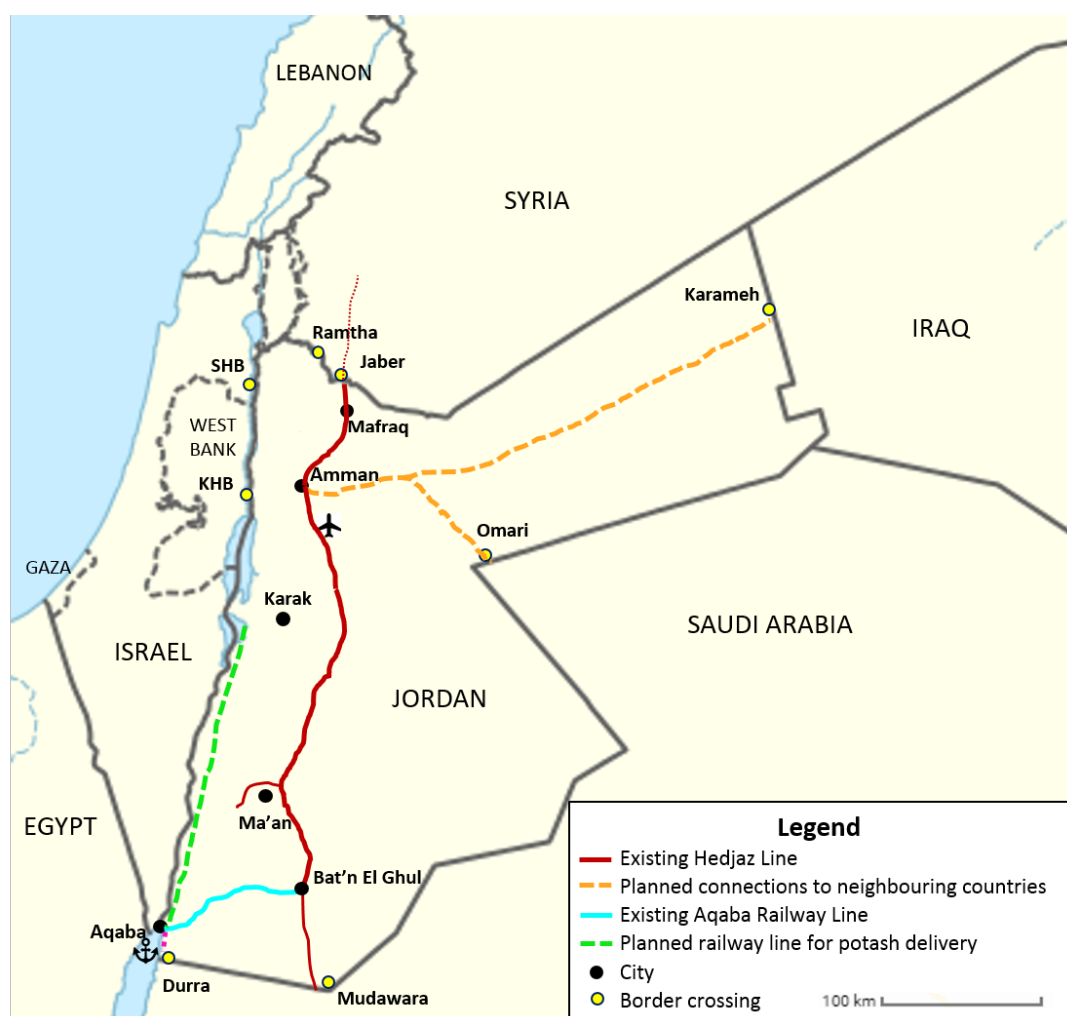 LEBANON
SYRIA
Karameh
IRAQ
Ramtha
Jaber
SHB
WEST
BANK
Mafraq
KHB
Amman
Omari
GAZA
Karak
SAUDI ARABIA
ISRAEL
JORDAN
EGYPT
Ma'an
Bat'n El Ghul
Aqaba
Durra
Mudawara
Legend
Existing Hedjaz Line
Planned connections to neighbouring countries
Existing Aqaba Railway Line
Planned railway line for potash delivery
City
Border crossing
100 km